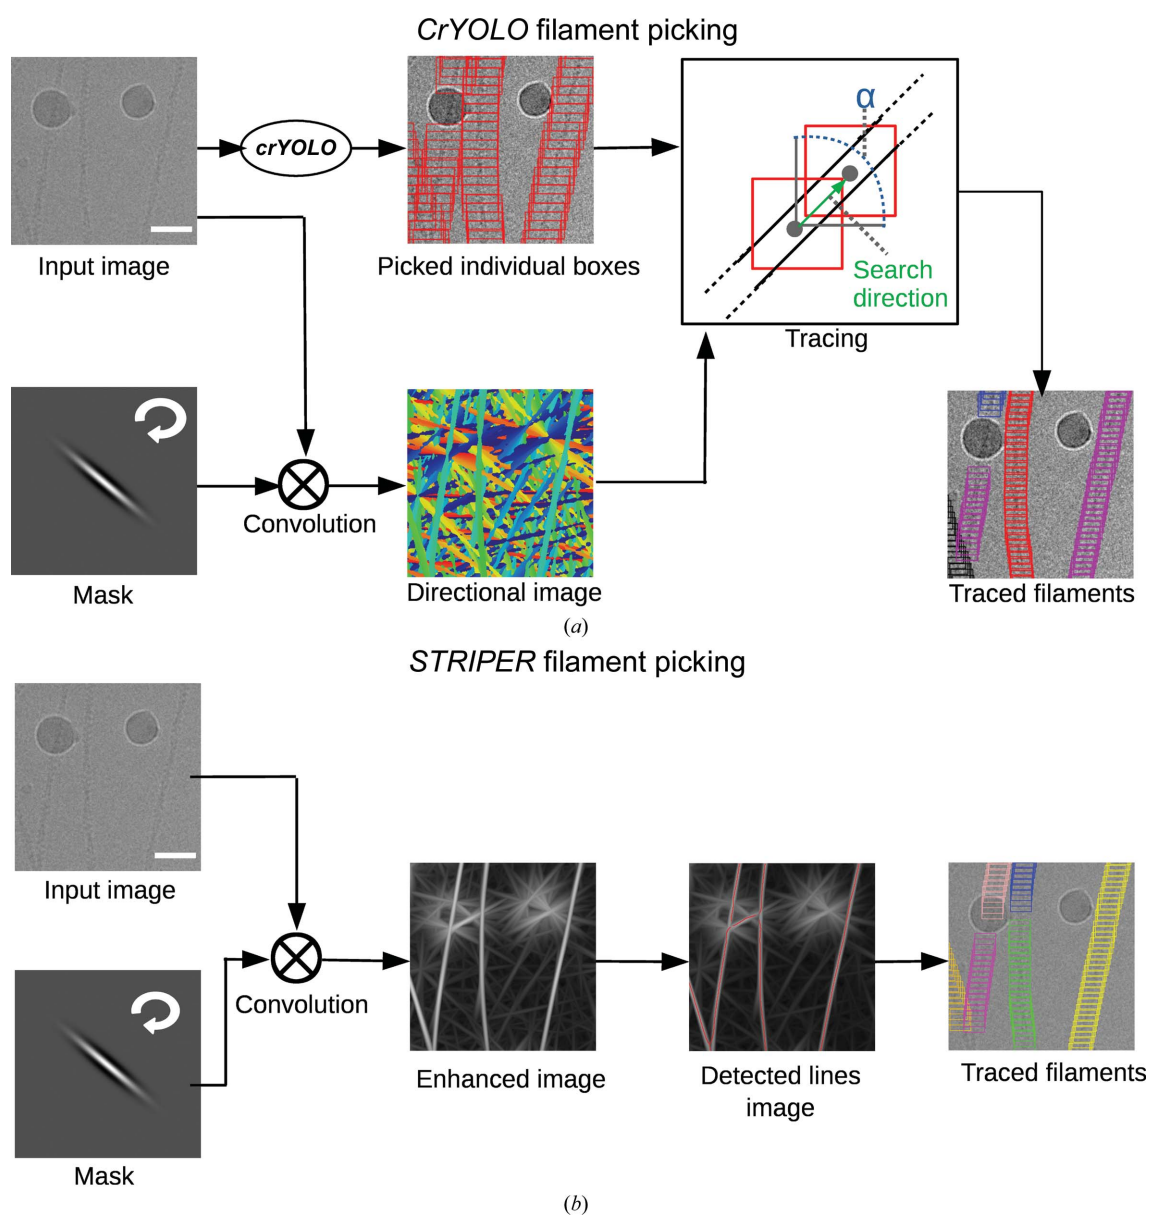 CrYOLO filament picking
crYOLO
α
Search
direction
Input image
Picked individual boxes
Tracing
Convolution
Mask
Directional image
Traced filaments
(a)
STRIPER filament picking
Input image
Convolution
Enhanced image
Detected lines
image
Traced filaments
Mask
(b)